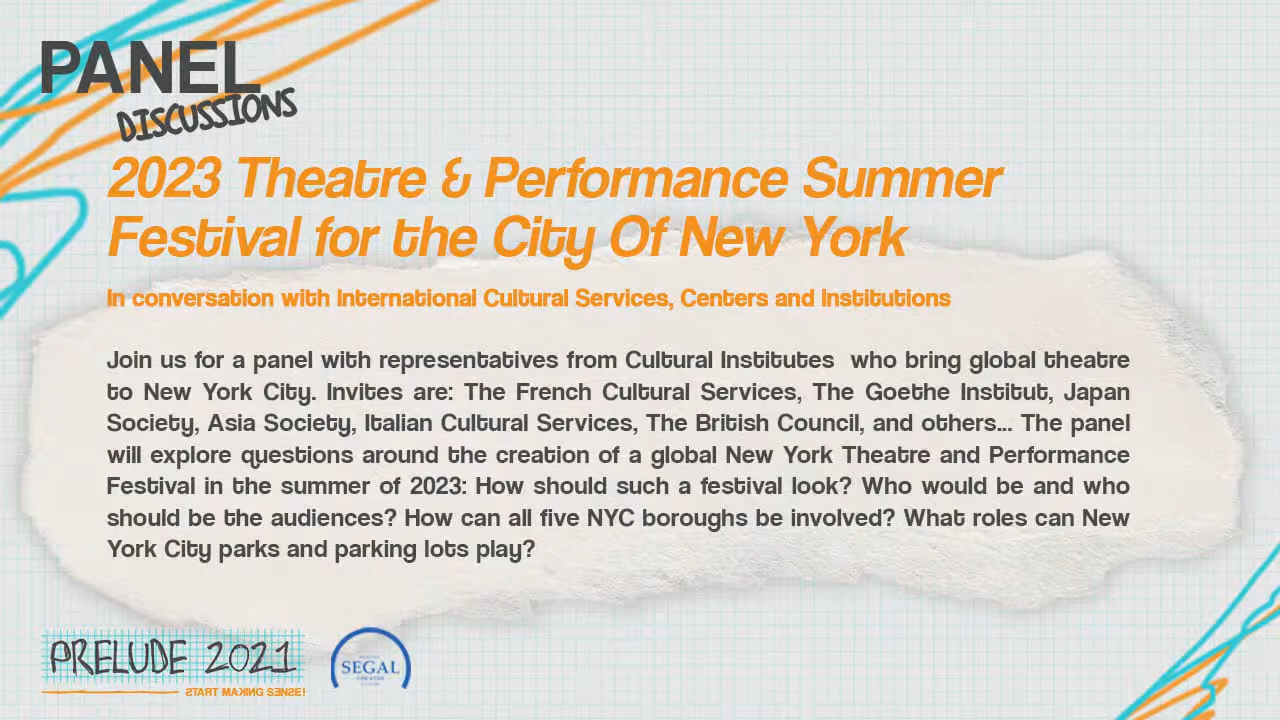 PANEL
DISCUSSIONS
2023 Theatre & Performance Summer
Festival for the City Of New York
In conversation with International Cultural Services, Centers and Institutions
Join us for a panel with representatives from Cultural Institutes who bring global theatre
to New York City. Invites are: The French Cultural Services, The Goethe Institut, Japan
Society, Asia Society, Italian Cultural Services, The British Council, and others... The panel
will explore questions around the creation of a global New York Theatre and Performance
Festival in the summer of 2023: How should such a festival look? Who would be and who
should be the audiences? How can all five NYC boroughs be involved? What roles can New
York City parks and parking lots play?
PRELUDE 2021
START MAKING SENSE!
SEGAL
THEATRE